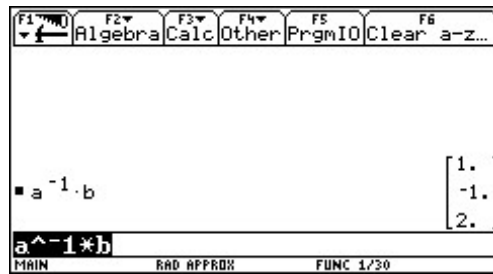 F1 F2 F3 F4 F5 F6
Algebra Calc Other PrgmIO Clear a-z…
a⁻¹·b
[1.
-1.
2.]
a^-1*b
MAIN RAD APPROX FUNC 1/30